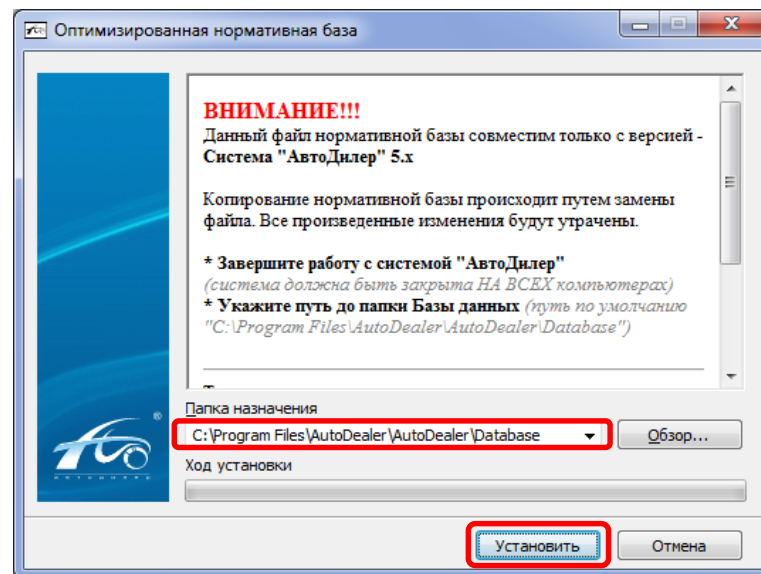 Оптимизированная нормативная база
ВНИМАНИЕ!!!
Данный файл нормативной базы совместим только с версией -
Система "АвтоДилер" 5.x
Копирование нормативной базы происходит путем замены
файла. Все произведенные изменения будут утрачены.
* Завершите работу с системой "АвтоДилер"
(система должна быть закрыта НА ВСЕХ компьютерах)
* Укажите путь до папки Базы данных (путь по умолчанию
"C:\Program Files\AutoDealer\AutoDealer\Database")
Папка назначения
C:\Program Files\AutoDealer\AutoDealer\Database
Обзор...
Ход установки
Установить
Отмена